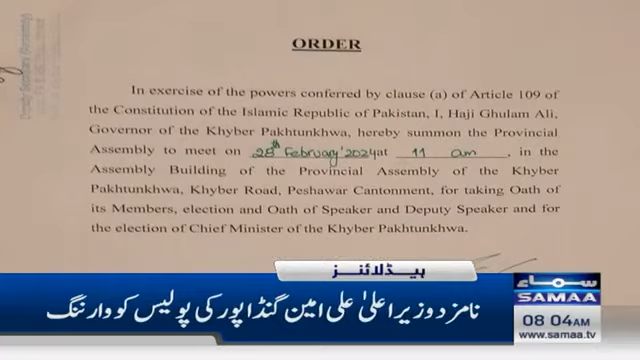 ORDER
In exercise of the powers conferred by clause (a) of Article 109 of
the Constitution of the Islamic Republic of Pakistan, I, Haji Ghulam Ali,
Governor of the Khyber Pakhtunkhwa, hereby summon the Provincial
Assembly to meet on 28th February'2024 at 11 am, in the
Assembly Building of the Provincial Assembly of the Khyber
Pakhtunkhwa, Khyber Road, Peshawar Cantonment, for taking Oath of
its Members, election and Oath of Speaker and Deputy Speaker and for
the election of Chief Minister of the Khyber Pakhtunkhwa.
ہیڈلائنز
نامزد وزیراعلیٰ علی امین گنڈاپور کی پولیس کو وارننگ
سماء
SAMAA
08 04AM
www.samaa.tv